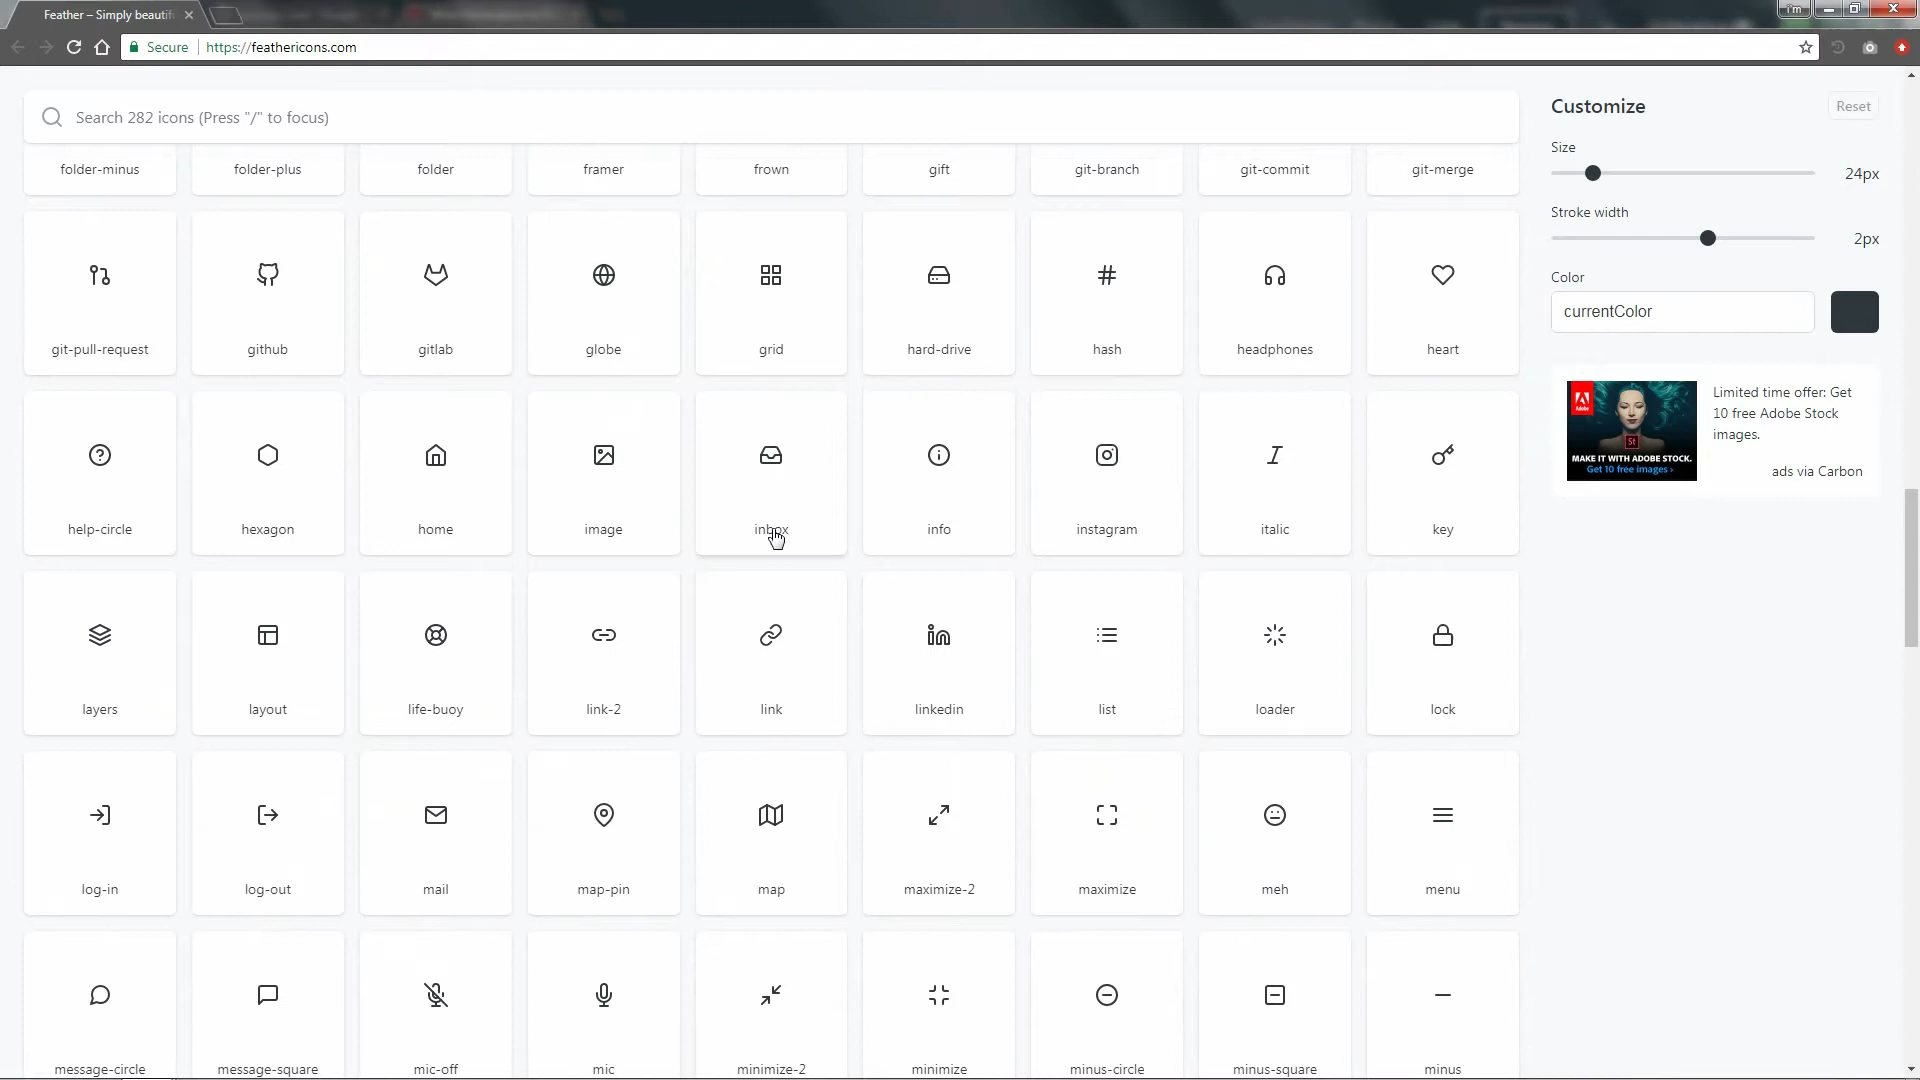 Feather – Simply beautif
I'm
Secure
https://feathericons.com
Search 282 icons (Press "/" to focus)
folder-minus
folder-plus
folder
framer
frown
gift
git-branch
git-commit
git-merge
git-pull-request
github
gitlab
globe
grid
hard-drive
hash
headphones
heart
help-circle
hexagon
home
image
inbox
info
instagram
italic
key
layers
layout
life-buoy
link-2
link
linkedin
list
loader
lock
log-in
log-out
mail
map-pin
map
maximize-2
maximize
meh
menu
message-circle
message-square
mic-off
mic
minimize-2
minimize
minus-circle
minus-square
minus
Customize
Reset
Size
24px
Stroke width
2px
Color
currentColor
Adobe
St
MAKE IT WITH ADOBE STOCK.
Get 10 free images ›
Limited time offer: Get
10 free Adobe Stock
images.
ads via Carbon